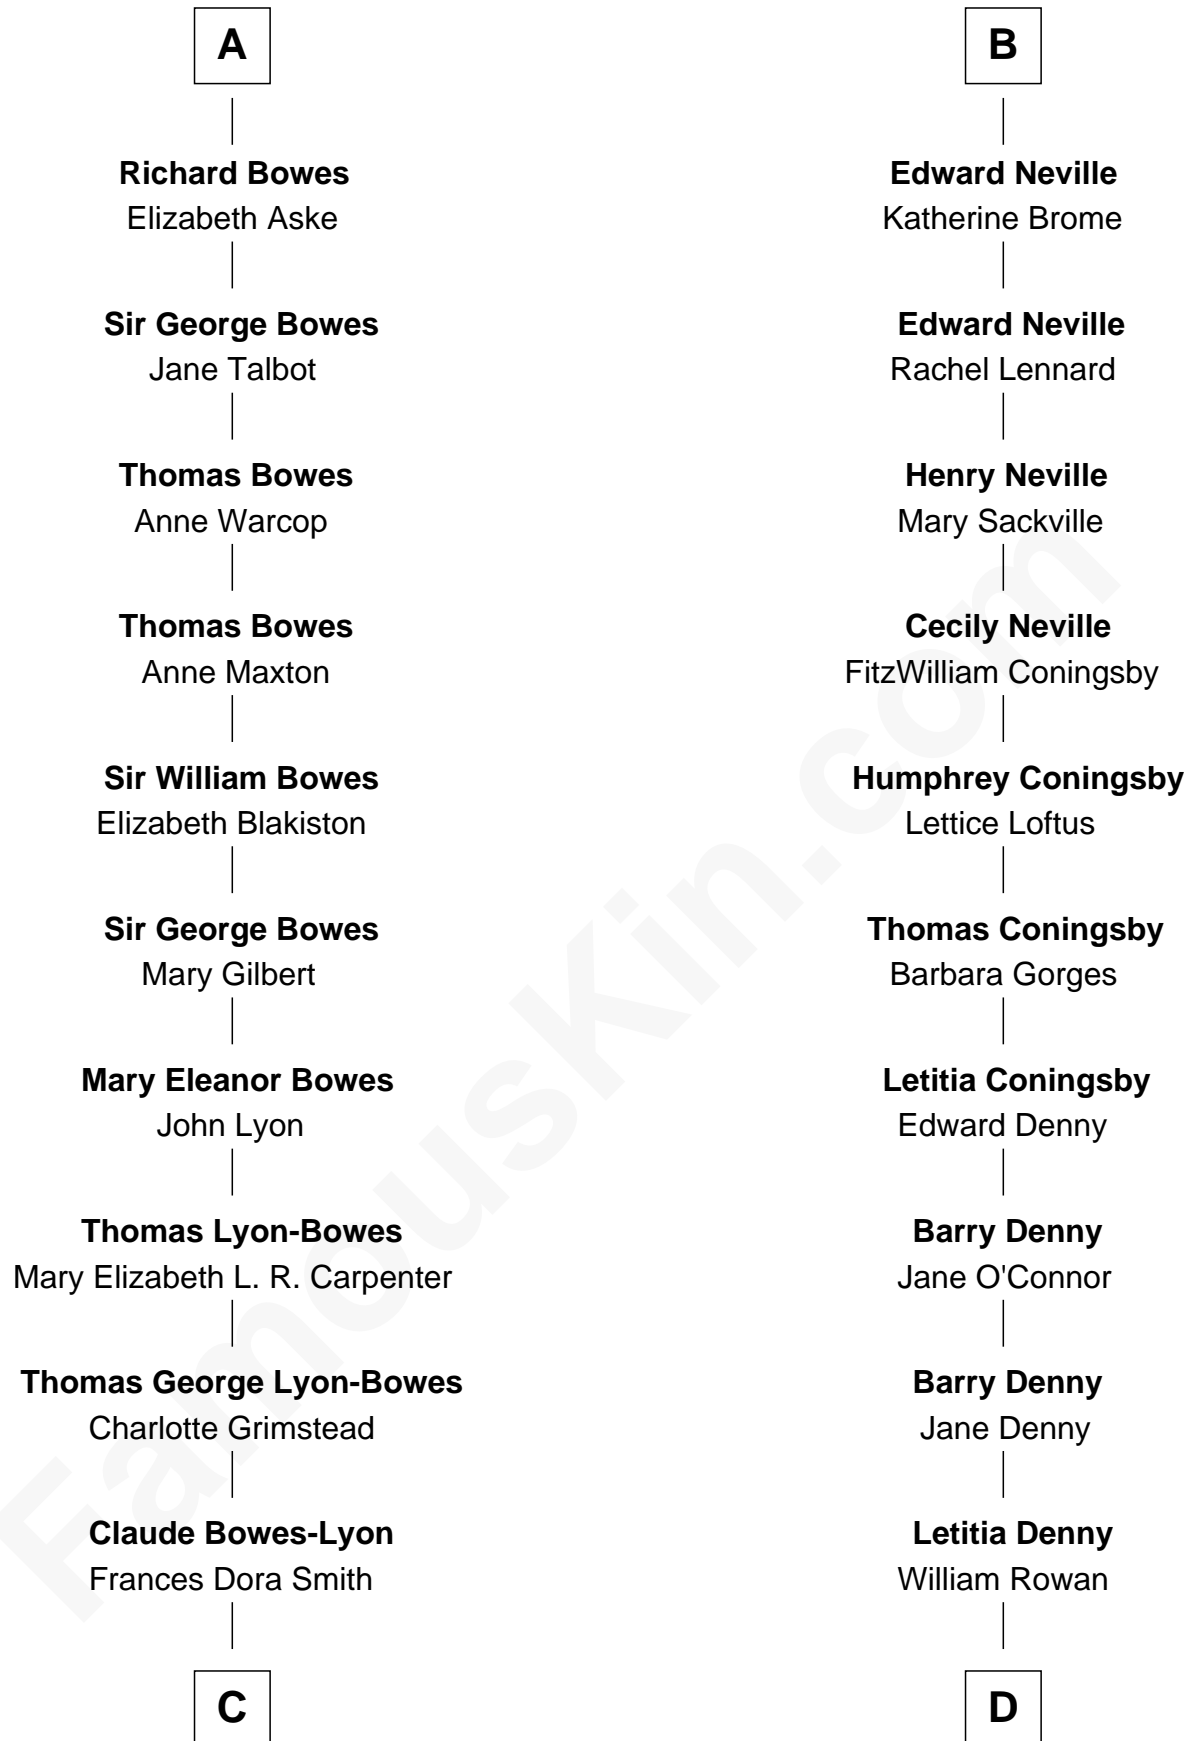 A
Richard Bowes
Elizabeth Aske
Sir George Bowes
Jane Talbot
Thomas Bowes
Anne Warcop
Thomas Bowes
Anne Maxton
Sir William Bowes
Elizabeth Blakiston
Sir George Bowes
Mary Gilbert
Mary Eleanor Bowes
John Lyon
Thomas Lyon-Bowes
Mary Elizabeth L. R. Carpenter
Thomas George Lyon-Bowes
Charlotte Grimstead
Claude Bowes-Lyon
Frances Dora Smith
C
B
Edward Neville
Katherine Brome
Edward Neville
Rachel Lennard
Henry Neville
Mary Sackville
Cecily Neville
FitzWilliam Coningsby
Humphrey Coningsby
Lettice Loftus
Thomas Coningsby
Barbara Gorges
Letitia Coningsby
Edward Denny
Barry Denny
Jane O'Connor
Barry Denny
Jane Denny
Letitia Denny
William Rowan
D
FamousKin.com